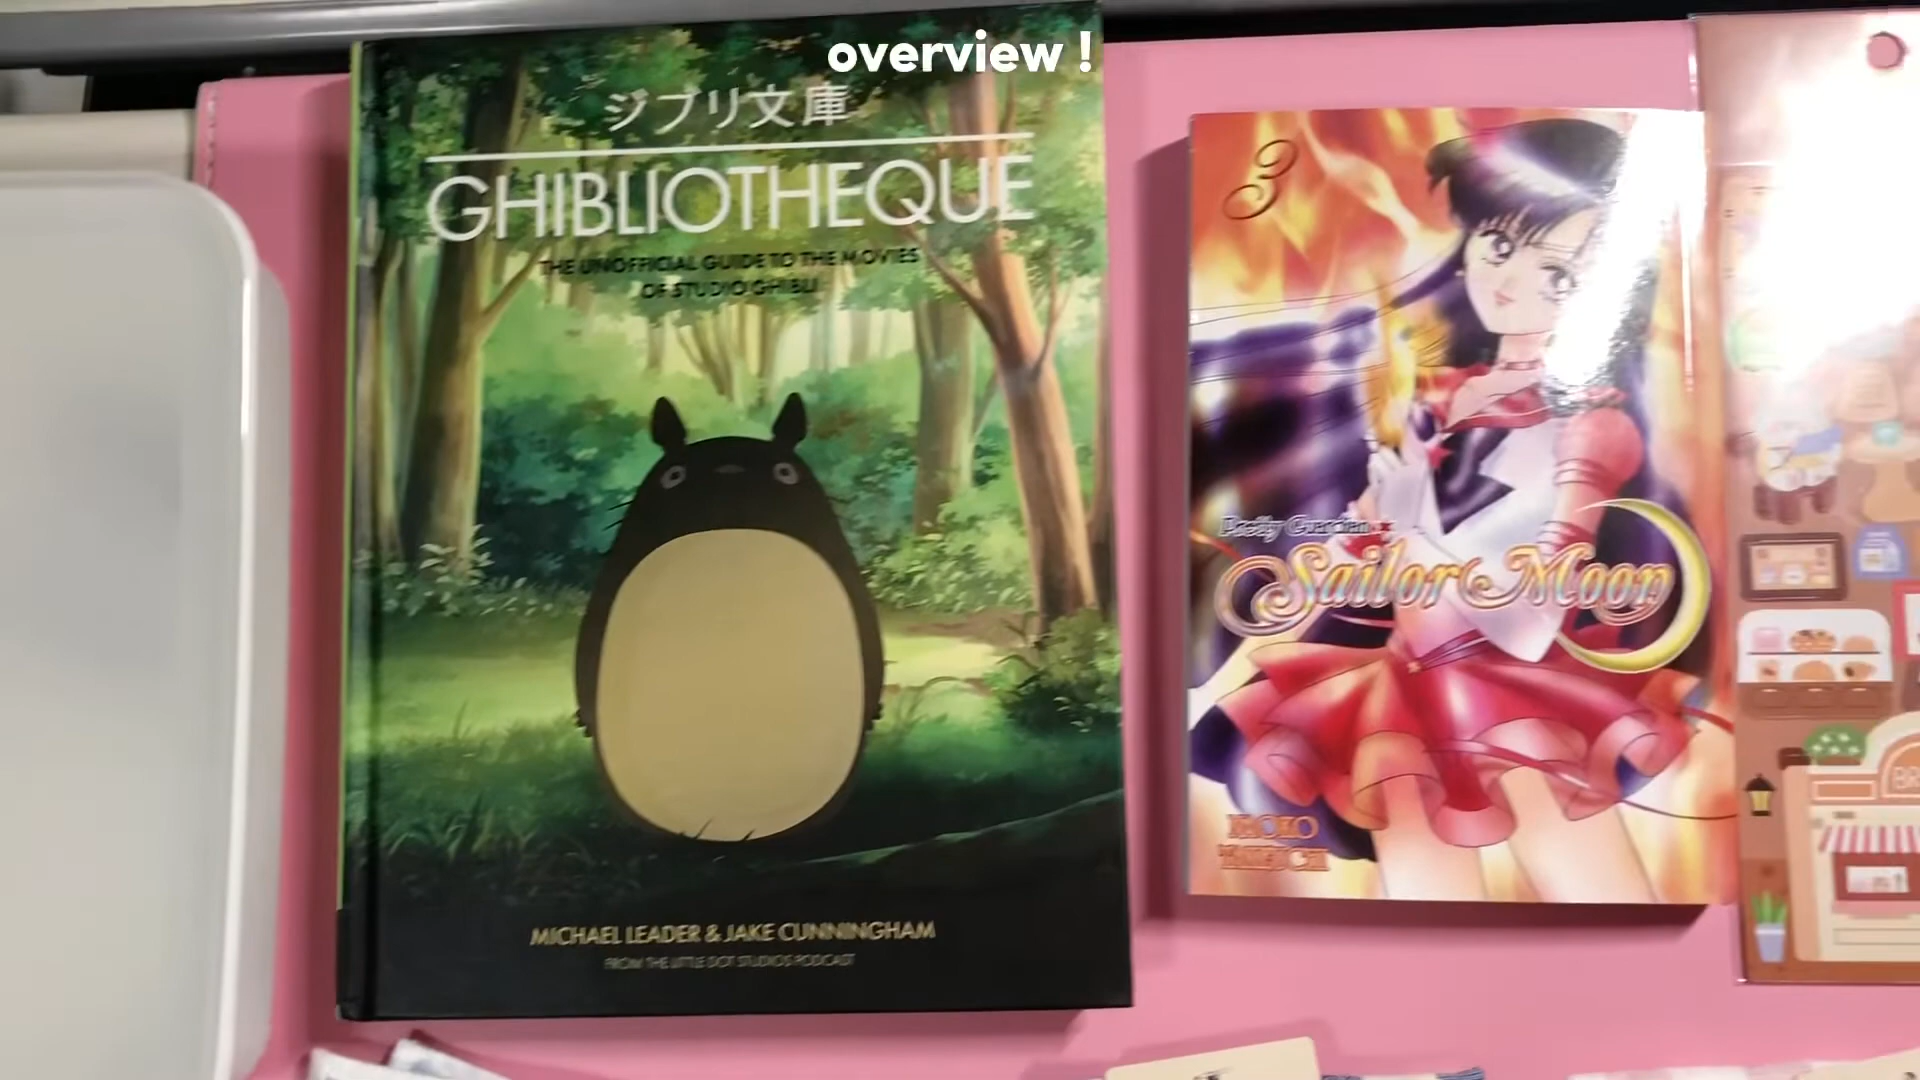 overview !
ジブリ文庫
GHIBLIOTHEQUE
THE UNOFFICIAL GUIDE TO THE MOVIES
OF STUDIO GHIBLI
MICHAEL LEADER & JAKE CUNNINGHAM
FROM THE LITTLE DOT STUDIOS PODCAST
3
Pretty Guardian
Sailor Moon
NAOKO
TAKEUCHI